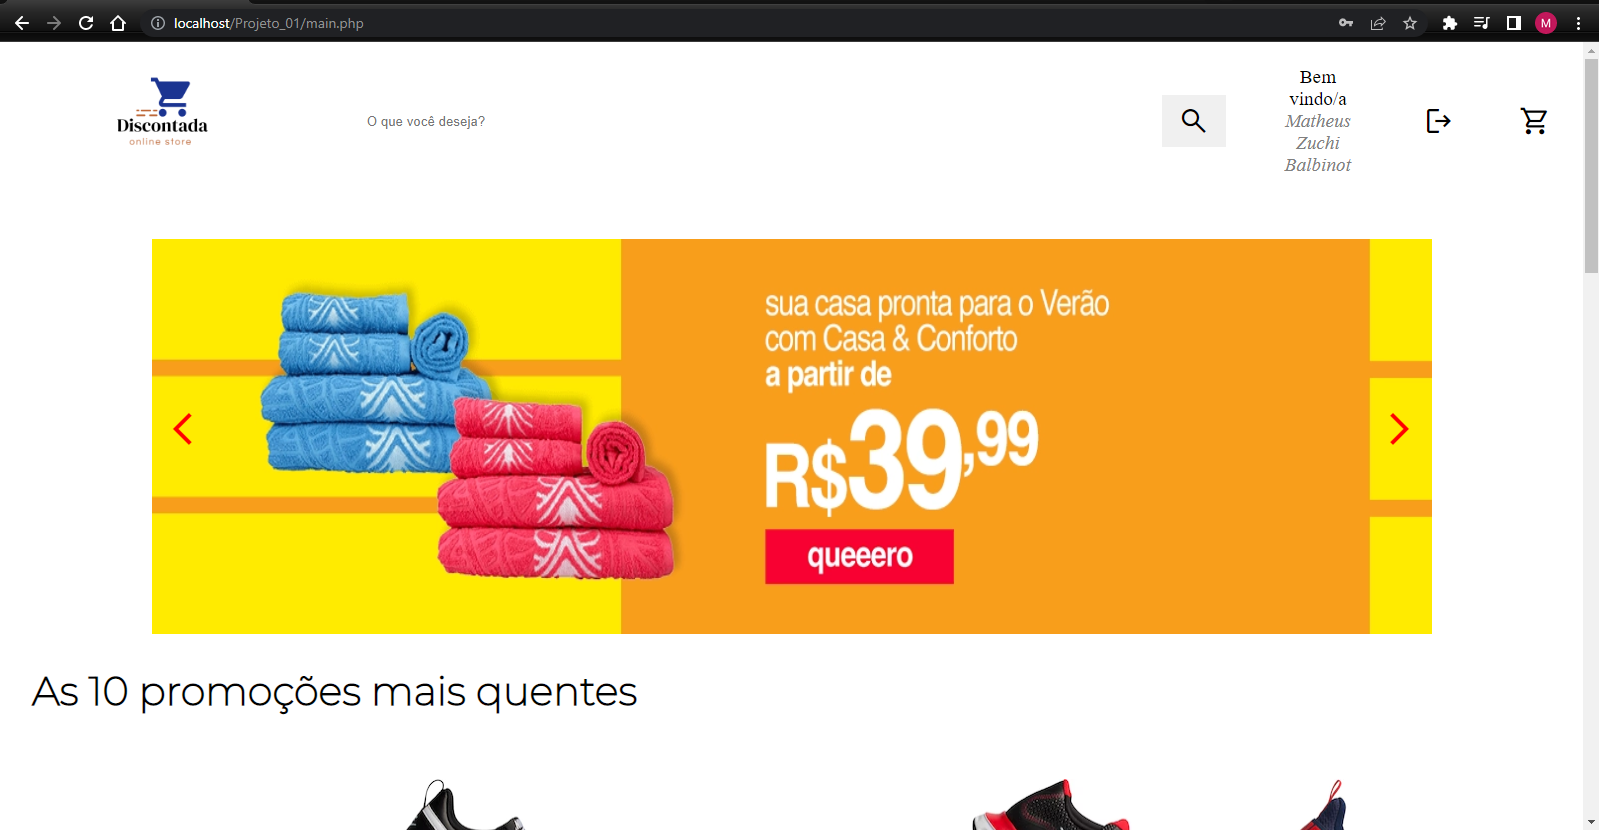 localhost/Projeto_01/main.php
M
Discontada
online store
O que você deseja?
Bem
vindo/a
Matheus
Zuchi
Balbinot
sua casa pronta para o Verão
com Casa & Conforto
a partir de
R$39,99
queeero
As 10 promoções mais quentes